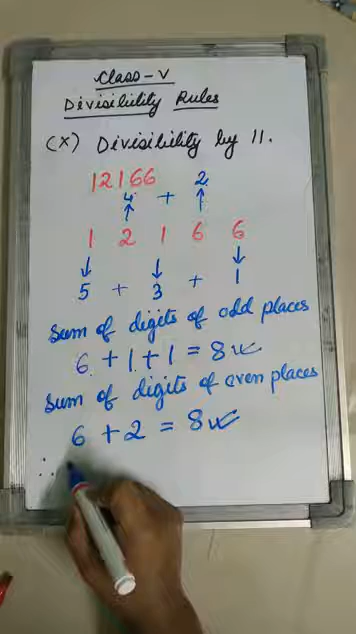 Class-V
Divisibility Rules
(X) Divisibility by 11.
12166
4 + 2
↑ ↑
1 2 1 6 6
↓ ↓ ↓
5 + 3 + 1
Sum of digits of odd places
6 + 1 + 1 = 8 ✓
Sum of digits of even places
6 + 2 = 8 ✓
∴